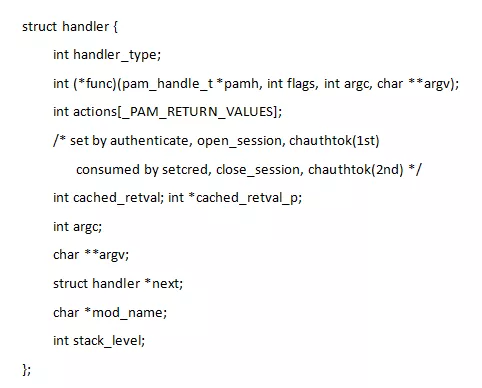 struct handler {
int handler_type;
int (*func)(pam_handle_t *pamh, int flags, int argc, char **argv);
int actions[_PAM_RETURN_VALUES];
/* set by authenticate, open_session, chauthtok(1st)
consumed by setcred, close_session, chauthtok(2nd) */
int cached_retval; int *cached_retval_p;
int argc;
char **argv;
struct handler *next;
char *mod_name;
int stack_level;
};